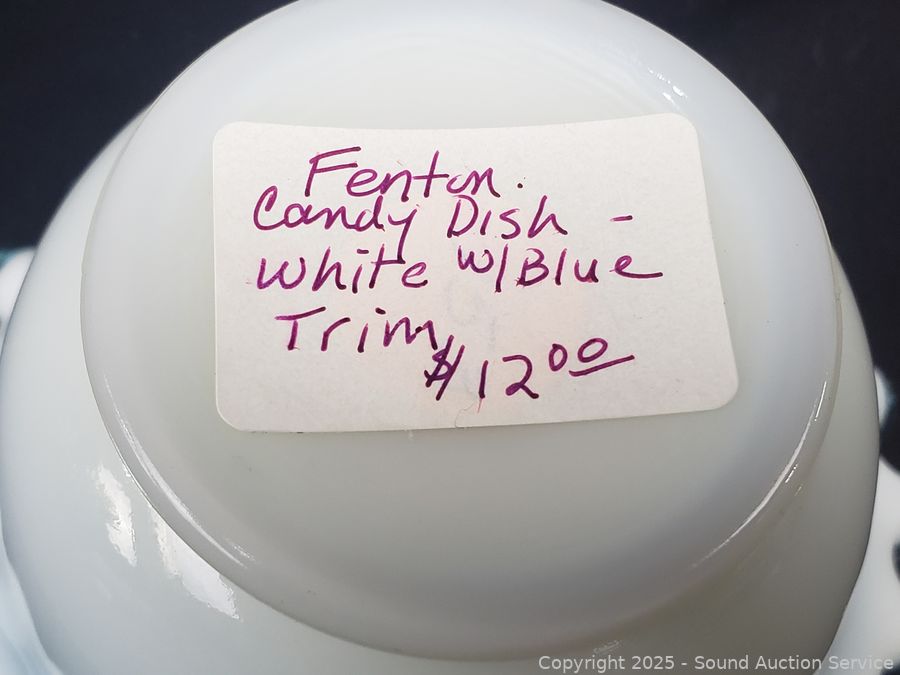 Fenton.
Candy Dish -
White w/Blue
Trim
$12.00
Copyright 2025 - Sound Auction Service